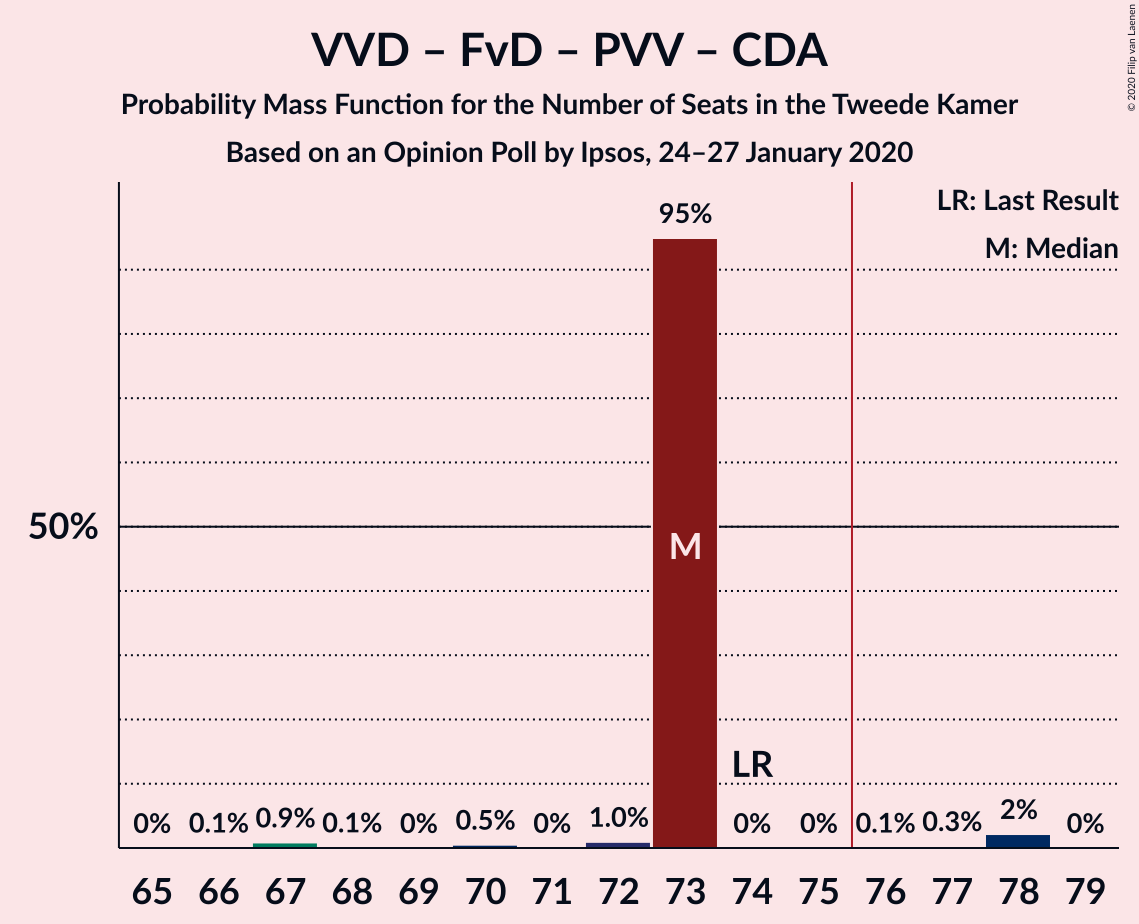 VVD – FvD – PVV – CDA
Probability Mass Function for the Number of Seats in the Tweede Kamer
Based on an Opinion Poll by Ipsos, 24–27 January 2020
© 2020 Filip van Laenen
LR: Last Result
M: Median
95%
50%
M
LR
0% 0.1% 0.9% 0.1% 0% 0.5% 0% 1.0% 0% 0% 0.1% 0.3% 2% 0%
65 66 67 68 69 70 71 72 73 74 75 76 77 78 79